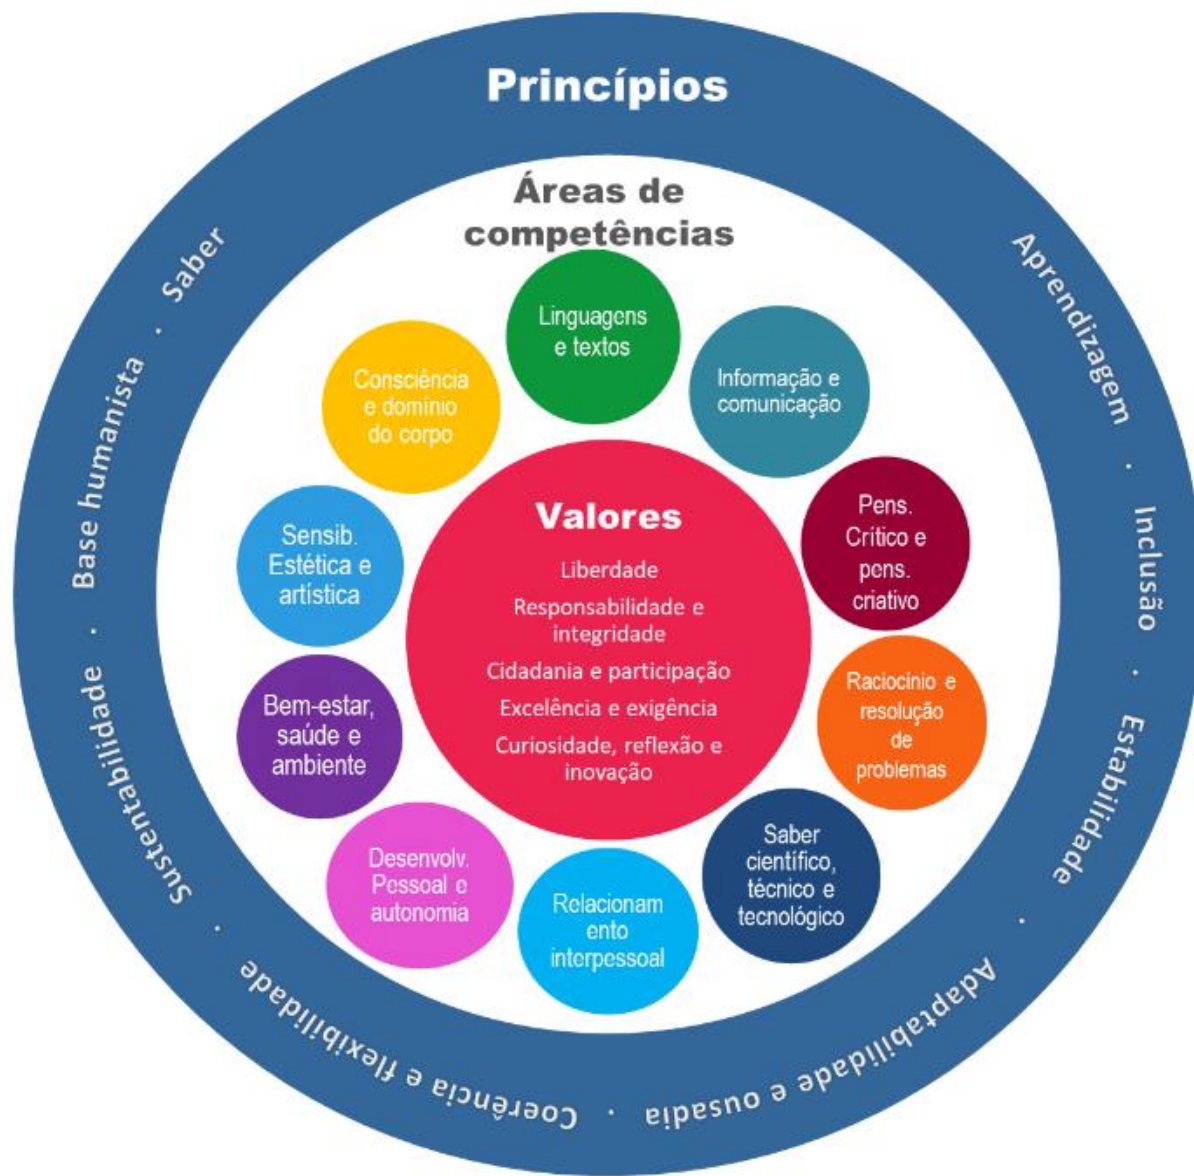 Princípios
Aprendizagem · Inclusão · Estabilidade · Adaptabilidade e ousadia · Coerência e flexibilidade · Sustentabilidade · Base humanista · Saber
Áreas de
competências
Linguagens
e textos
Informação e
comunicação
Pens.
Crítico e
pens.
criativo
Raciocínio e
resolução
de
problemas
Saber
científico,
técnico e
tecnológico
Relacionam
ento
interpessoal
Desenvolv.
Pessoal e
autonomia
Bem-estar,
saúde e
ambiente
Sensib.
Estética e
artística
Consciência
e domínio
do corpo
Valores
Liberdade
Responsabilidade e
integridade
Cidadania e participação
Excelência e exigência
Curiosidade, reflexão e
inovação